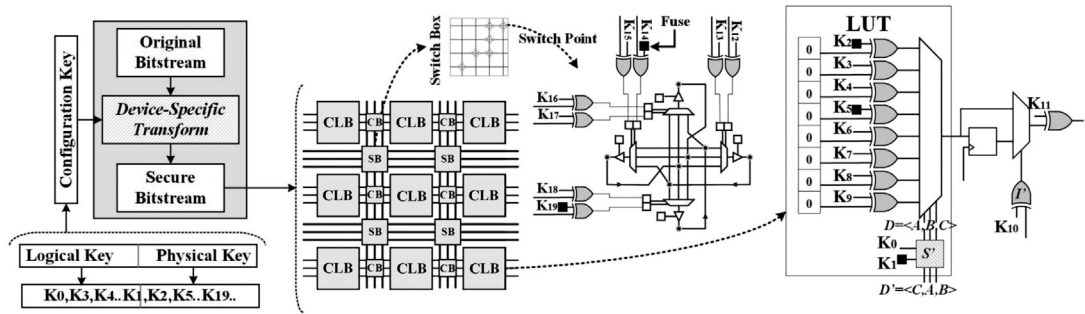 Configuration Key
Original
Bitstream
Device-Specific
Transform
Secure
Bitstream
Logical Key
Physical Key
K0,K3,K4..K1,K2,K5..K19..
CLB
CB
CLB
CB
CLB
SB
SB
CLB
CB
CLB
CB
CLB
SB
SB
CLB
CB
CLB
CB
CLB
Switch Box
Switch Point
K15
K14
Fuse
K13
K12
K16
K17
K18
K19
LUT
0
K2
0
K3
0
K4
0
K5
0
K6
0
K7
0
K8
0
K9
D=<A,B,C>
K0
K1
S'
D'=<C,A,B>
K11
I'
K10